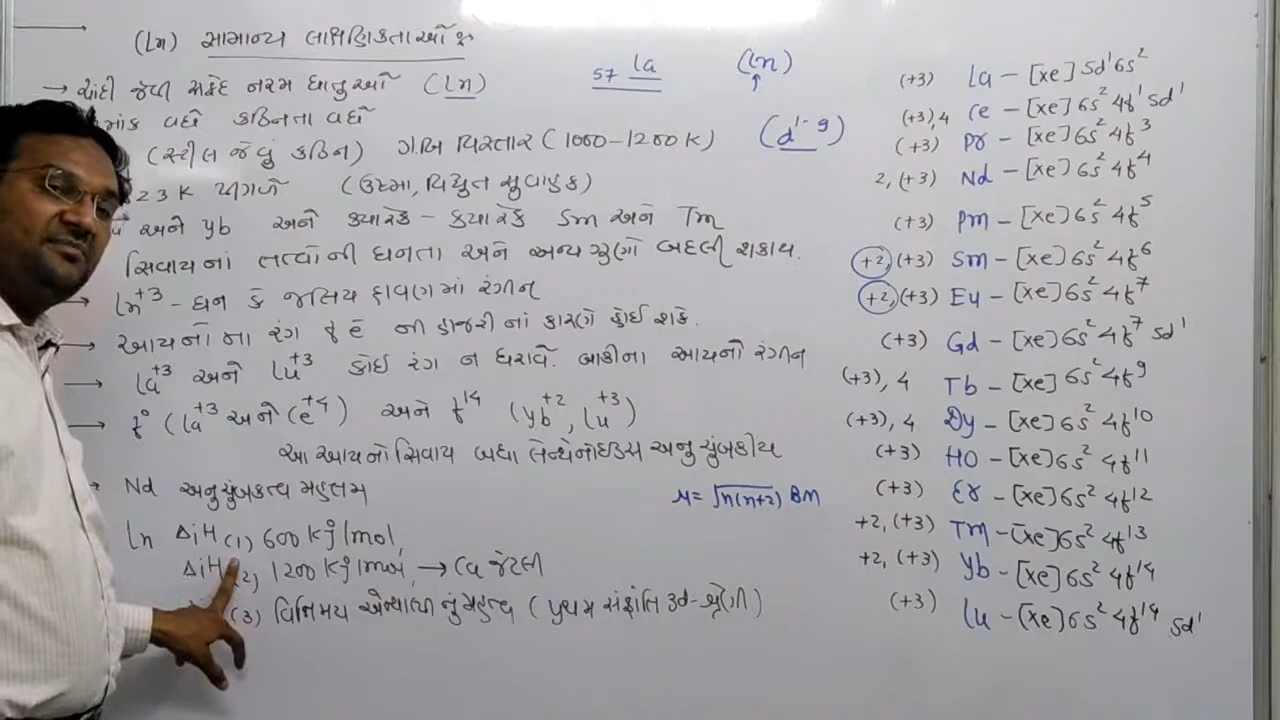 (Ln) સામાન્ય લાક્ષણિકતાઓ :
→ ચાંદી જેવી સફેદ નરમ ધાતુઓ (Ln)
માંક વધે કઠિનતા વધે
(સ્ટીલ જેવું કઠિન) ગ.બિ વિસ્તાર (1000–1200 K)
23 K પીગળે (ઉષ્મા, વિદ્યુત સુવાહક)
અને Yb અને ક્યારેક – ક્યારેક Sm અને Tm
સિવાયનાં તત્વોની ઘનતા અને અન્ય ગુણો બદલી શકાય.
→ Ln+3 – ઘન કે જલિય દ્રાવણમાં રંગીન
→ આયનોના રંગ f ē ની હાજરીનાં કારણે હોઈ શકે.
→ La+3 અને Lu+3 કોઈ રંગ ન ધરાવે. બાકીના આયનો રંગીન
→ f° (La+3 અને Ce+4) અને f14 (Yb+2, Lu+3)
આ આયનો સિવાય બધા લેન્થેનોઇડસ અનુચુંબકીય
→ Nd અનુચુંબકત્વ મહત્તમ
Ln ΔiH(1) 600 KJ/mol,
ΔiH(2) 1200 KJ/mol, → Ca જેટલી
(3) વિનિમય એન્થાલ્પીનું મહત્વ (પ્રથમ સંક્રાંતિ 3d-શ્રેણી)
57 La (Ln)
↑
(d1-9)
μ = √n(n+2) BM
(+3) La – [Xe] 5d1 6s2
(+3), 4 Ce – [Xe] 6s2 4f1 5d1
(+3) Pr – [Xe] 6s2 4f3
2, (+3) Nd – [Xe] 6s2 4f4
(+3) Pm – [Xe] 6s2 4f5
+2, (+3) Sm – [Xe] 6s2 4f6
+2, (+3) Eu – [Xe] 6s2 4f7
(+3) Gd – [Xe] 6s2 4f7 5d1
(+3), 4 Tb – [Xe] 6s2 4f9
(+3), 4 Dy – [Xe] 6s2 4f10
(+3) Ho – [Xe] 6s2 4f11
(+3) Er – [Xe] 6s2 4f12
+2, (+3) Tm – [Xe] 6s2 4f13
+2, (+3) Yb – [Xe] 6s2 4f14
(+3) Lu – [Xe] 6s2 4f14 5d1